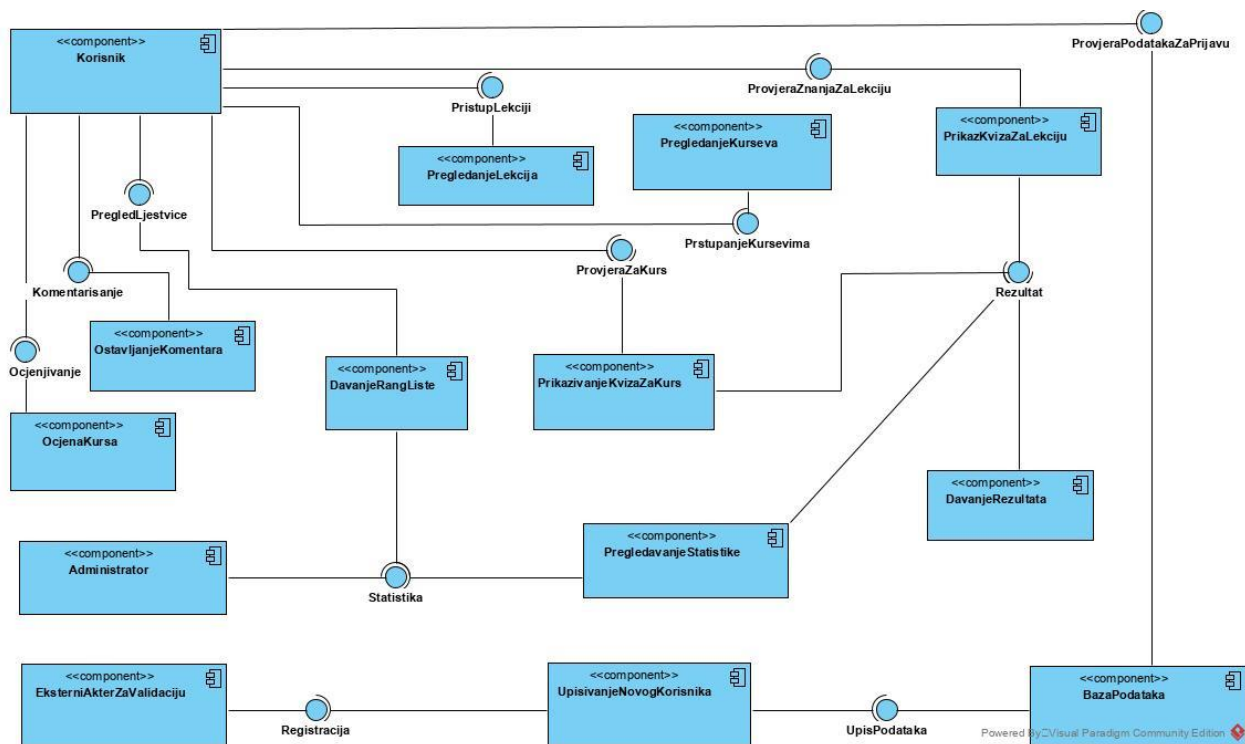 ProvjeraPodatakaZaPrijavu
<<component>>
Korisnik
ProvjeraZnanjaZaLekciju
PristupLekciji
<<component>>
PregledanjeLekcija
<<component>>
PregledanjeKurseva
<<component>>
PrikazKvizaZaLekciju
PregledLjestvice
PrstupanjeKursevima
ProvjeraZaKurs
Komentarisanje
Rezultat
<<component>>
OstavljanjeKomentara
Ocjenjivanje
<<component>>
DavanjeRangListe
<<component>>
PrikazivanjeKvizaZaKurs
<<component>>
OcjenaKursa
<<component>>
DavanjeRezultata
<<component>>
Administrator
Statistika
<<component>>
PregledavanjeStatistike
<<component>>
EksterniAkterZaValidaciju
Registracija
<<component>>
UpisivanjeNovogKorisnika
UpisPodataka
<<component>>
BazaPodataka
Powered By Visual Paradigm Community Edition